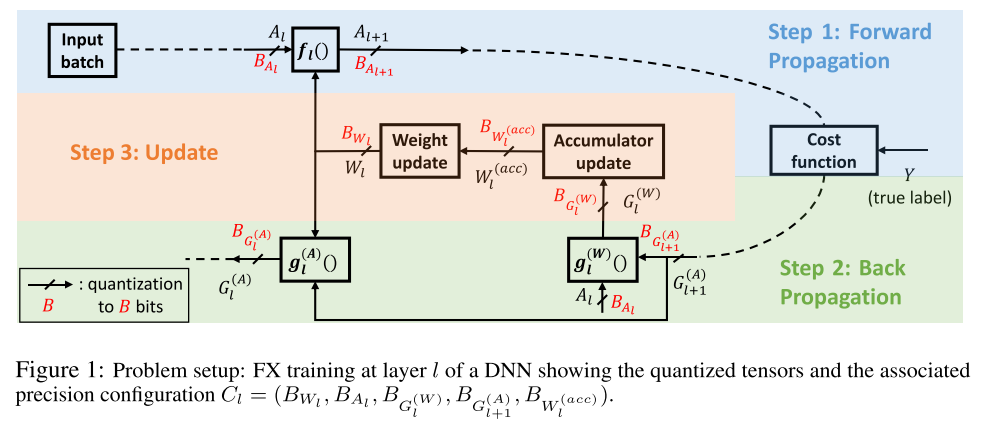 Input
batch
A_l
B_{A_l}
f_l()
A_{l+1}
B_{A_{l+1}}
Step 1: Forward
Propagation
Step 3: Update
B_{W_l}
W_l
Weight
update
B_{W_l^{(acc)}}
W_l^{(acc)}
Accumulator
update
Cost
function
Y
(true label)
B_{G_l^{(W)}}
G_l^{(W)}
B_{G_l^{(A)}}
G_l^{(A)}
g_l^{(A)}()
g_l^{(W)}()
B_{G_{l+1}^{(A)}}
G_{l+1}^{(A)}
A_l
B_{A_l}
Step 2: Back
Propagation
: quantization
B to B bits
Figure 1: Problem setup: FX training at layer l of a DNN showing the quantized tensors and the associated
precision configuration C_l = (B_{W_l}, B_{A_l}, B_{G_l^{(W)}}, B_{G_{l+1}^{(A)}}, B_{W_l^{(acc)}}).